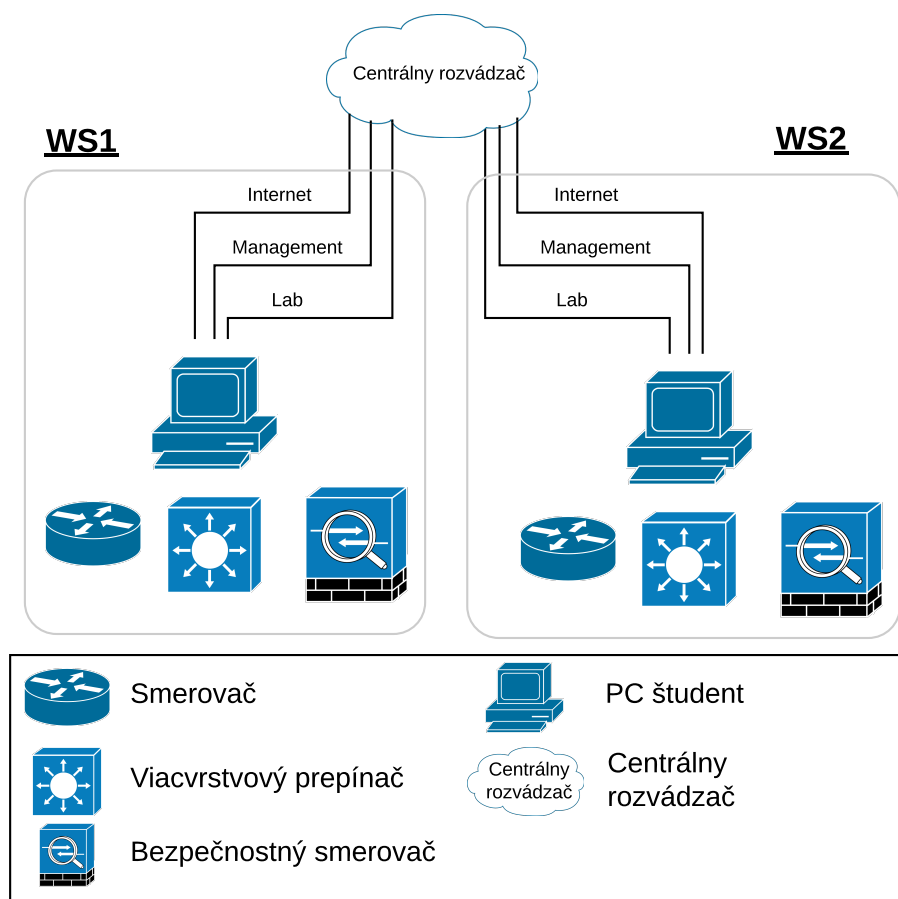 Centrálny rozvádzač
WS1
WS2
Internet
Management
Lab
Internet
Management
Lab
Smerovač
PC študent
Viacvrstvový prepínač
Centrálny
rozvádzač
Centrálny
rozvádzač
Bezpečnostný smerovač